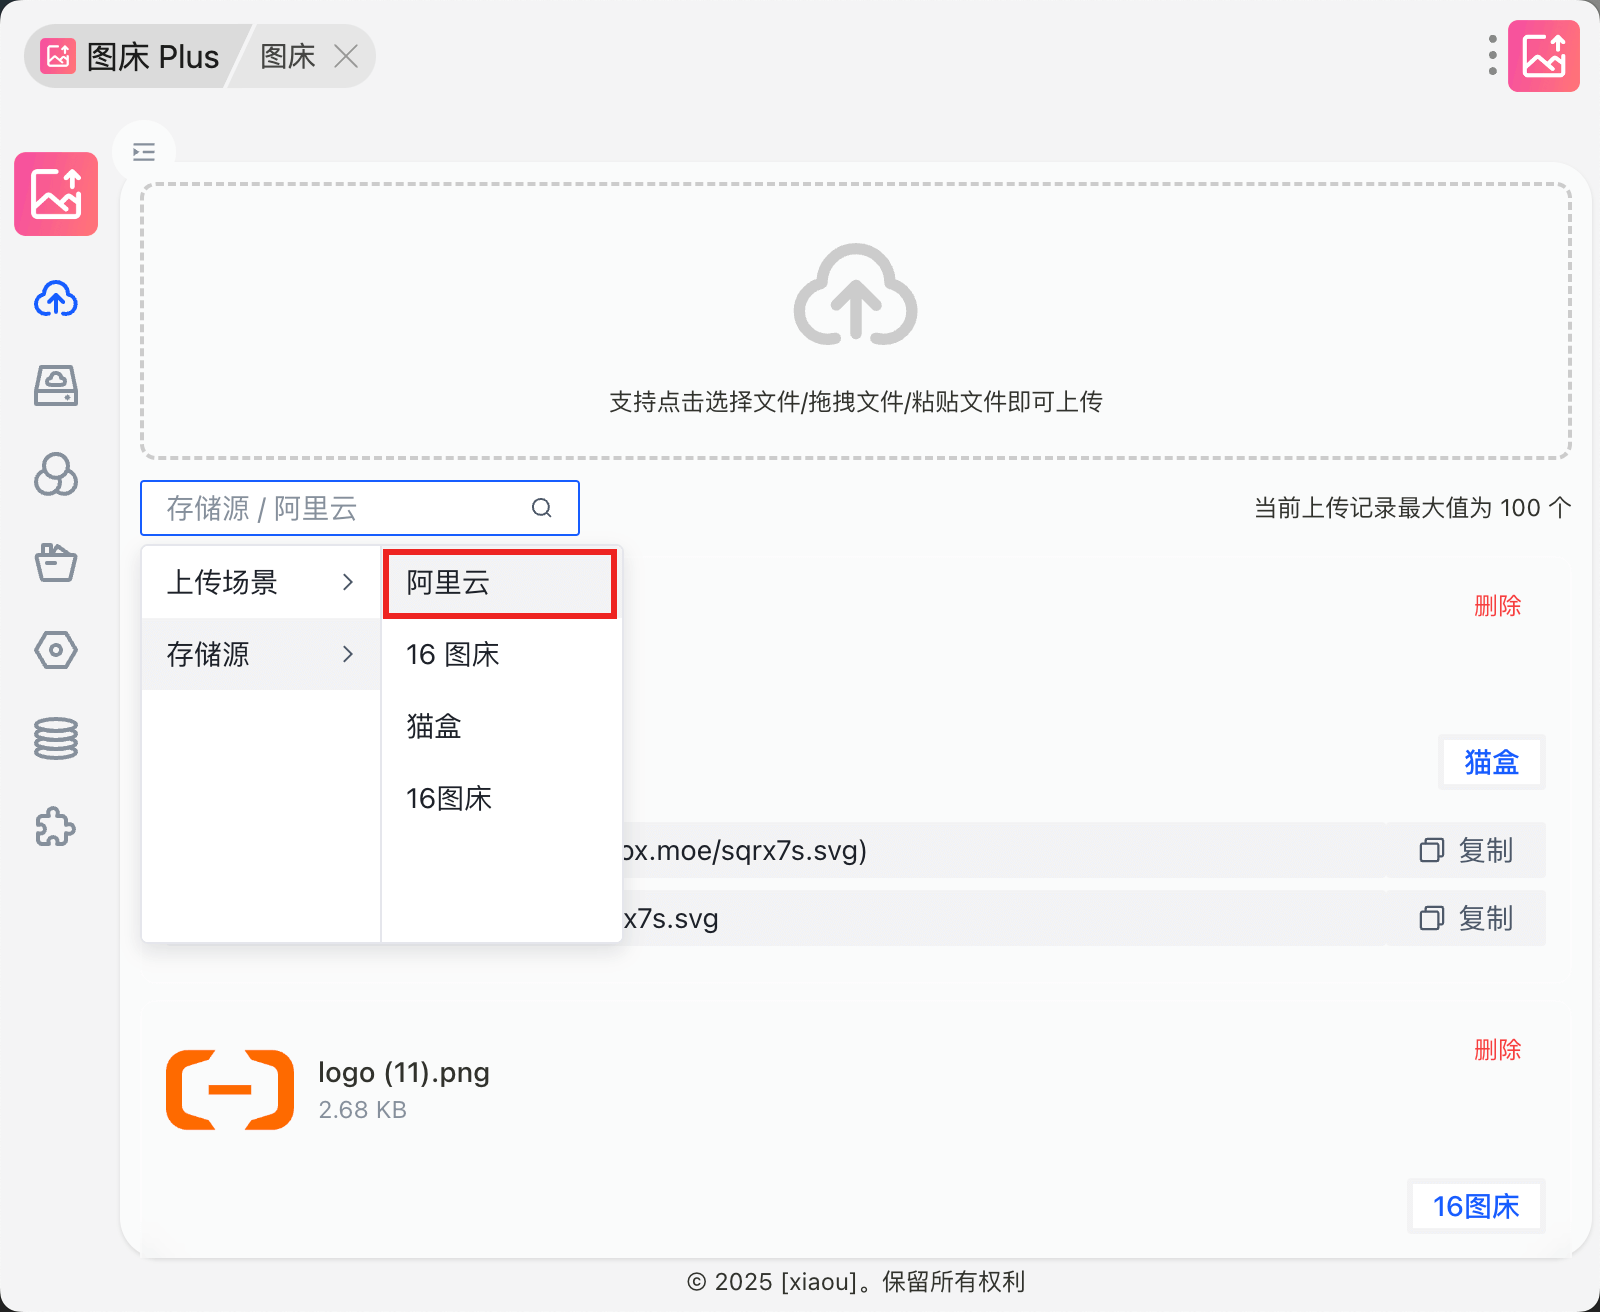 图床 Plus
图床
支持点击选择文件/拖拽文件/粘贴文件即可上传
存储源 / 阿里云
当前上传记录最大值为 100 个
上传场景
阿里云
删除
存储源
16 图床
猫盒
猫盒
16图床
ox.moe/sqrx7s.svg)
复制
x7s.svg
复制
删除
logo (11).png
2.68 KB
16图床
© 2025 [xiaou]。保留所有权利